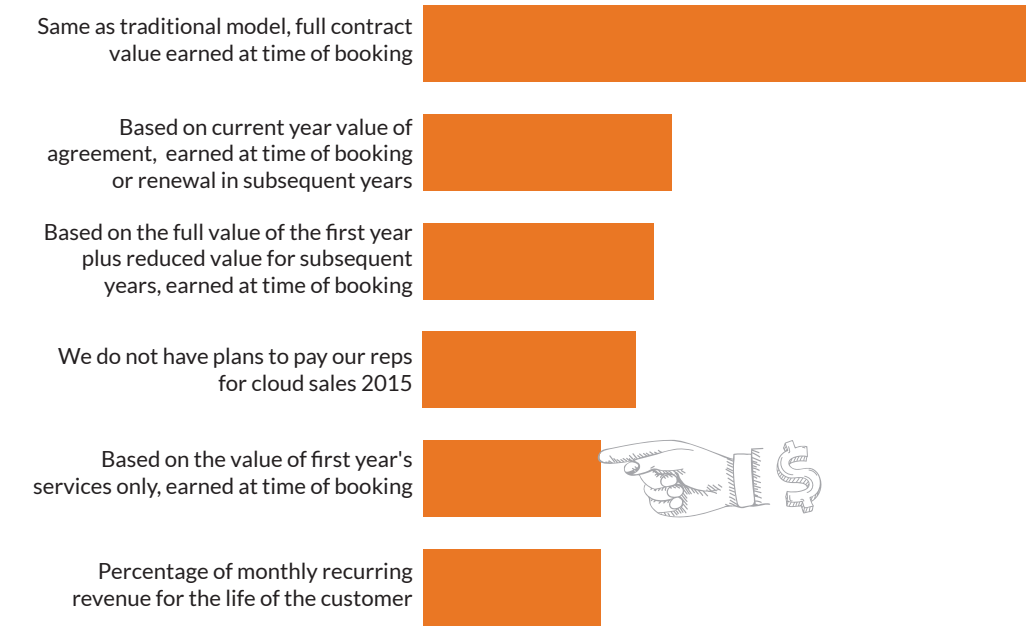 Same as traditional model, full contract
value earned at time of booking
Based on current year value of
agreement, earned at time of booking
or renewal in subsequent years
Based on the full value of the first year
plus reduced value for subsequent
years, earned at time of booking
We do not have plans to pay our reps
for cloud sales 2015
Based on the value of first year's
services only, earned at time of booking
$
Percentage of monthly recurring
revenue for the life of the customer